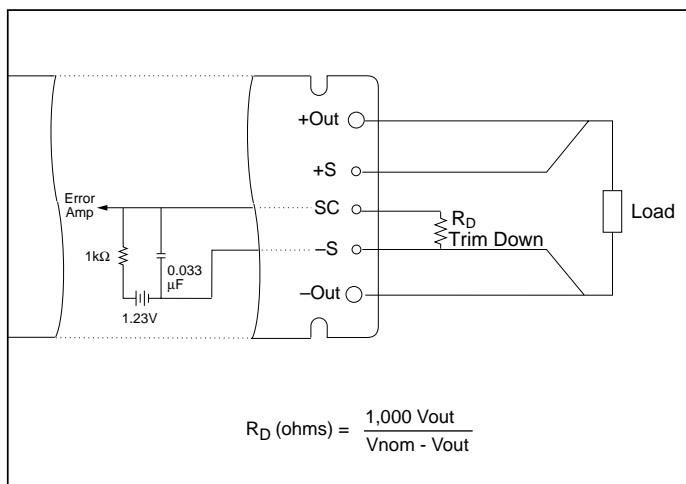 +Out
+S
Error
Amp
SC
R_D
Load
Trim Down
1kΩ
–S
0.033
µF
–Out
1.23V
R_D (ohms) = 1,000 Vout
Vnom - Vout